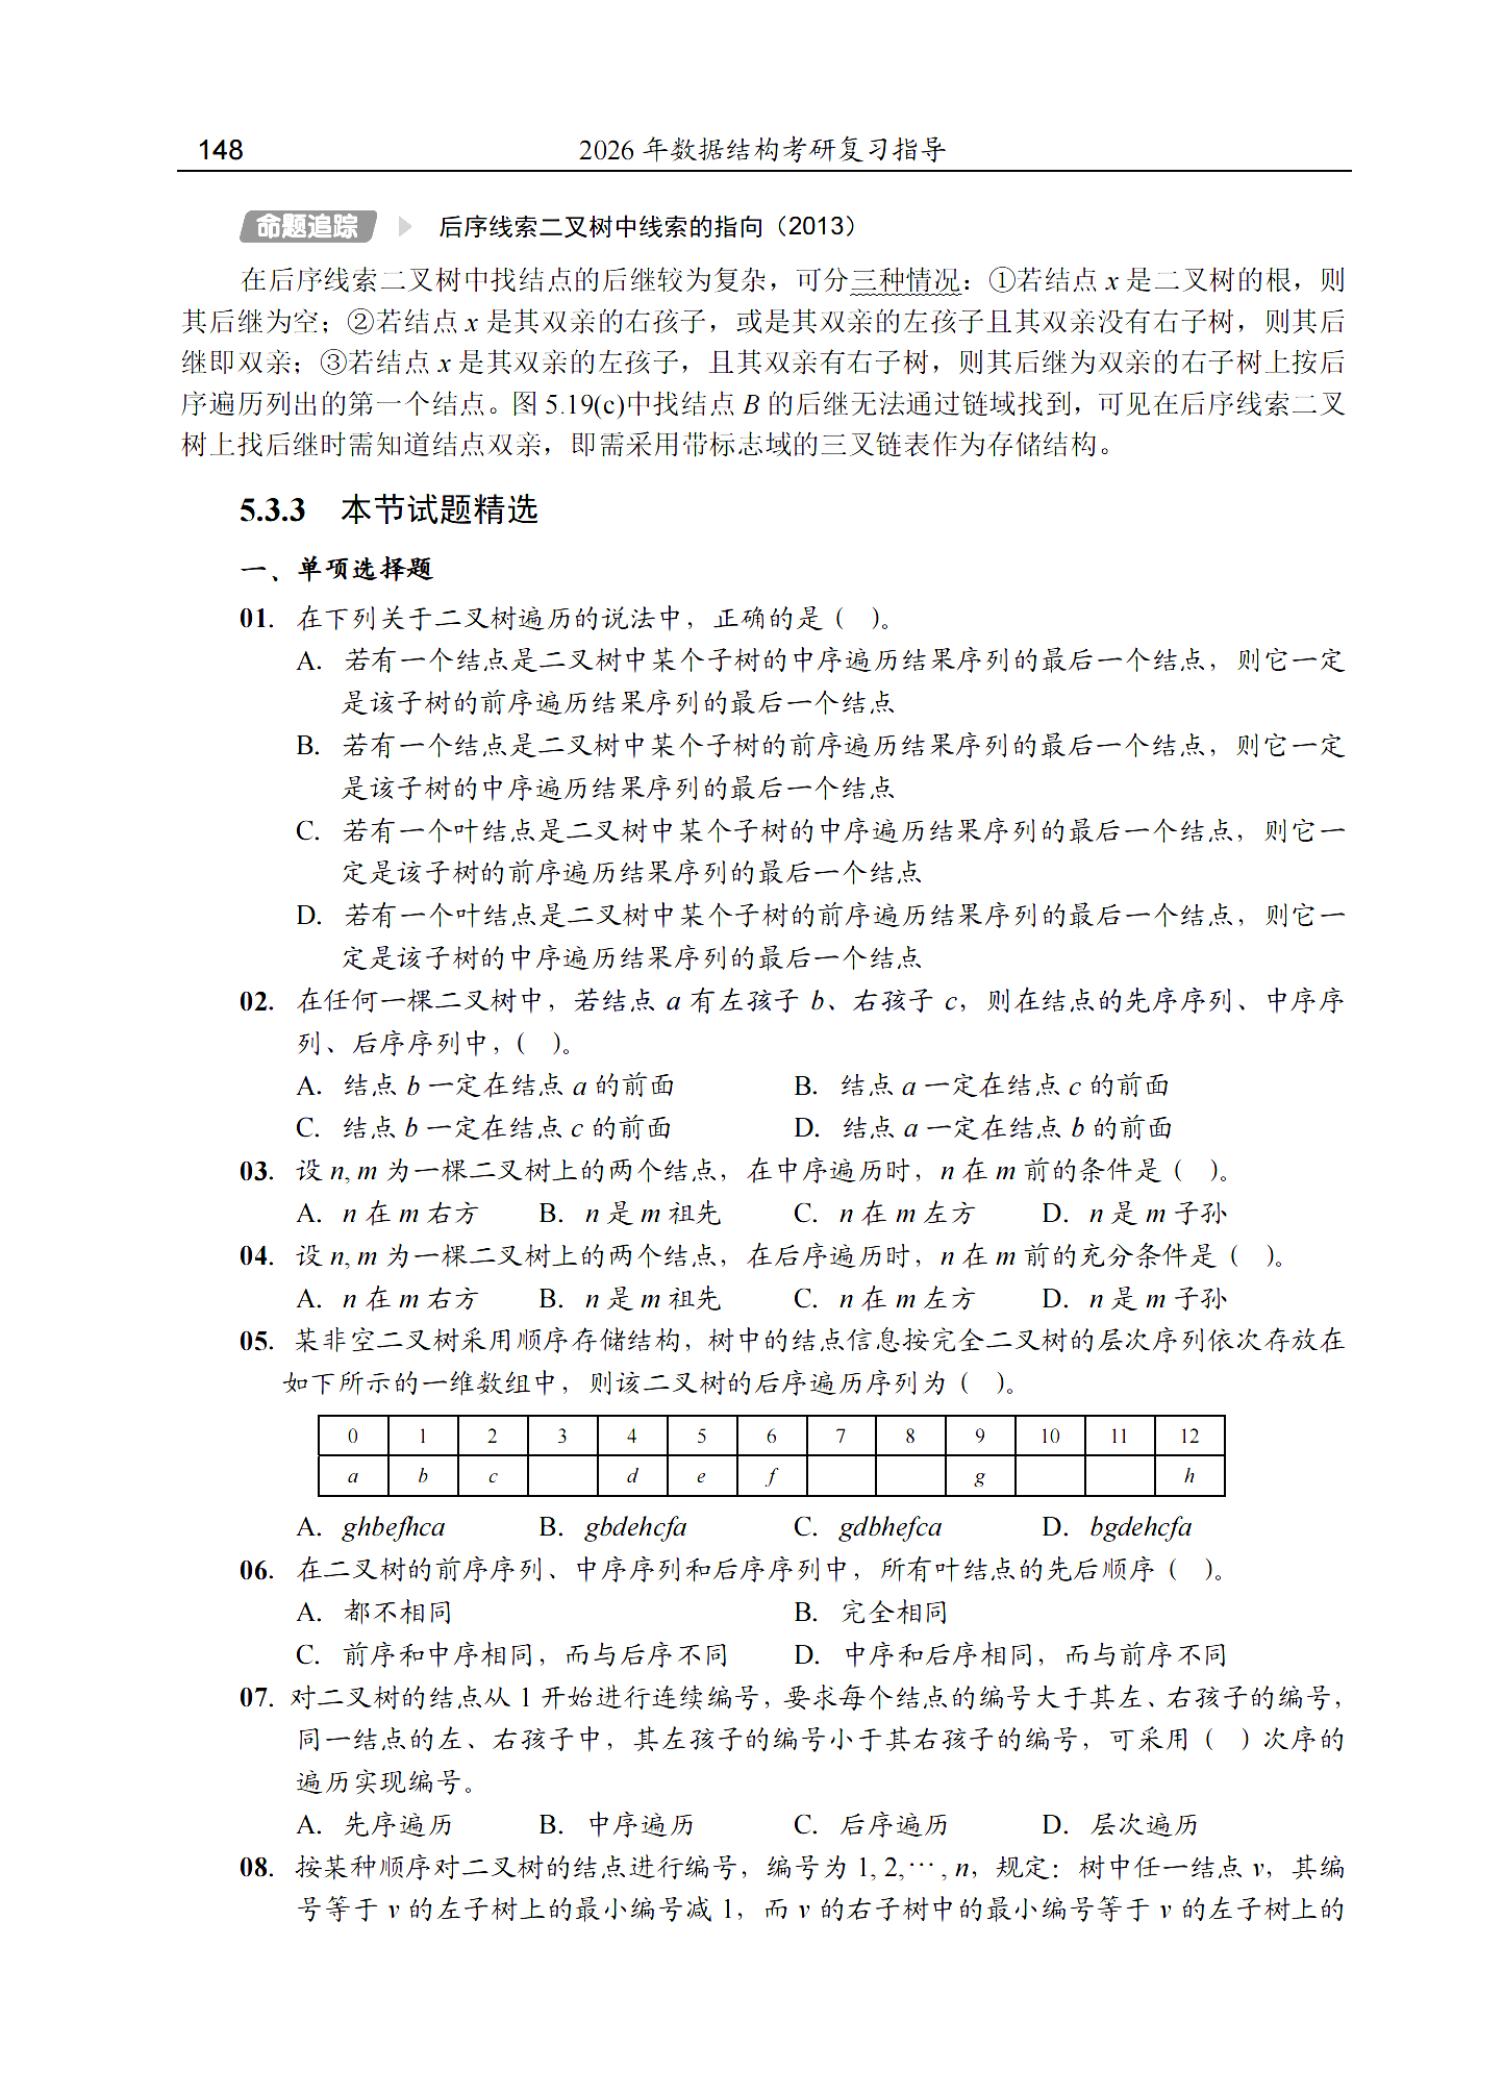 148 2026 年数据结构考研复习指导
命题追踪 后序线索二叉树中线索的指向（2013）
在后序线索二叉树中找结点的后继较为复杂，可分三种情况：①若结点 x 是二叉树的根，则
其后继为空；②若结点 x 是其双亲的右孩子，或是其双亲的左孩子且其双亲没有右子树，则其后
继即双亲；③若结点 x 是其双亲的左孩子，且其双亲有右子树，则其后继为双亲的右子树上按后
序遍历列出的第一个结点。图 5.19(c)中找结点 B 的后继无法通过链域找到，可见在后序线索二叉
树上找后继时需知道结点双亲，即需采用带标志域的三叉链表作为存储结构。
5.3.3 本节试题精选
一、单项选择题
01. 在下列关于二叉树遍历的说法中，正确的是（ ）。
A. 若有一个结点是二叉树中某个子树的中序遍历结果序列的最后一个结点，则它一定
是该子树的前序遍历结果序列的最后一个结点
B. 若有一个结点是二叉树中某个子树的前序遍历结果序列的最后一个结点，则它一定
是该子树的中序遍历结果序列的最后一个结点
C. 若有一个叶结点是二叉树中某个子树的中序遍历结果序列的最后一个结点，则它一
定是该子树的前序遍历结果序列的最后一个结点
D. 若有一个叶结点是二叉树中某个子树的前序遍历结果序列的最后一个结点，则它一
定是该子树的中序遍历结果序列的最后一个结点
02. 在任何一棵二叉树中，若结点 a 有左孩子 b、右孩子 c，则在结点的先序序列、中序序
列、后序序列中，（ ）。
A. 结点 b 一定在结点 a 的前面 B. 结点 a 一定在结点 c 的前面
C. 结点 b 一定在结点 c 的前面 D. 结点 a 一定在结点 b 的前面
03. 设 n, m 为一棵二叉树上的两个结点，在中序遍历时，n 在 m 前的条件是（ ）。
A. n 在 m 右方 B. n 是 m 祖先 C. n 在 m 左方 D. n 是 m 子孙
04. 设 n, m 为一棵二叉树上的两个结点，在后序遍历时，n 在 m 前的充分条件是（ ）。
A. n 在 m 右方 B. n 是 m 祖先 C. n 在 m 左方 D. n 是 m 子孙
05. 某非空二叉树采用顺序存储结构，树中的结点信息按完全二叉树的层次序列依次存放在
如下所示的一维数组中，则该二叉树的后序遍历序列为（ ）。
0 1 2 3 4 5 6 7 8 9 10 11 12
a b c d e f g h
A. ghbefhca B. gbdehcfa C. gdbhefca D. bgdehcfa
06. 在二叉树的前序序列、中序序列和后序序列中，所有叶结点的先后顺序（ ）。
A. 都不相同 B. 完全相同
C. 前序和中序相同，而与后序不同 D. 中序和后序相同，而与前序不同
07. 对二叉树的结点从 1 开始进行连续编号，要求每个结点的编号大于其左、右孩子的编号，
同一结点的左、右孩子中，其左孩子的编号小于其右孩子的编号，可采用（ ）次序的
遍历实现编号。
A. 先序遍历 B. 中序遍历 C. 后序遍历 D. 层次遍历
08. 按某种顺序对二叉树的结点进行编号，编号为 1, 2,⋯, n，规定：树中任一结点 v，其编
号等于 v 的左子树上的最小编号减 1，而 v 的右子树中的最小编号等于 v 的左子树上的